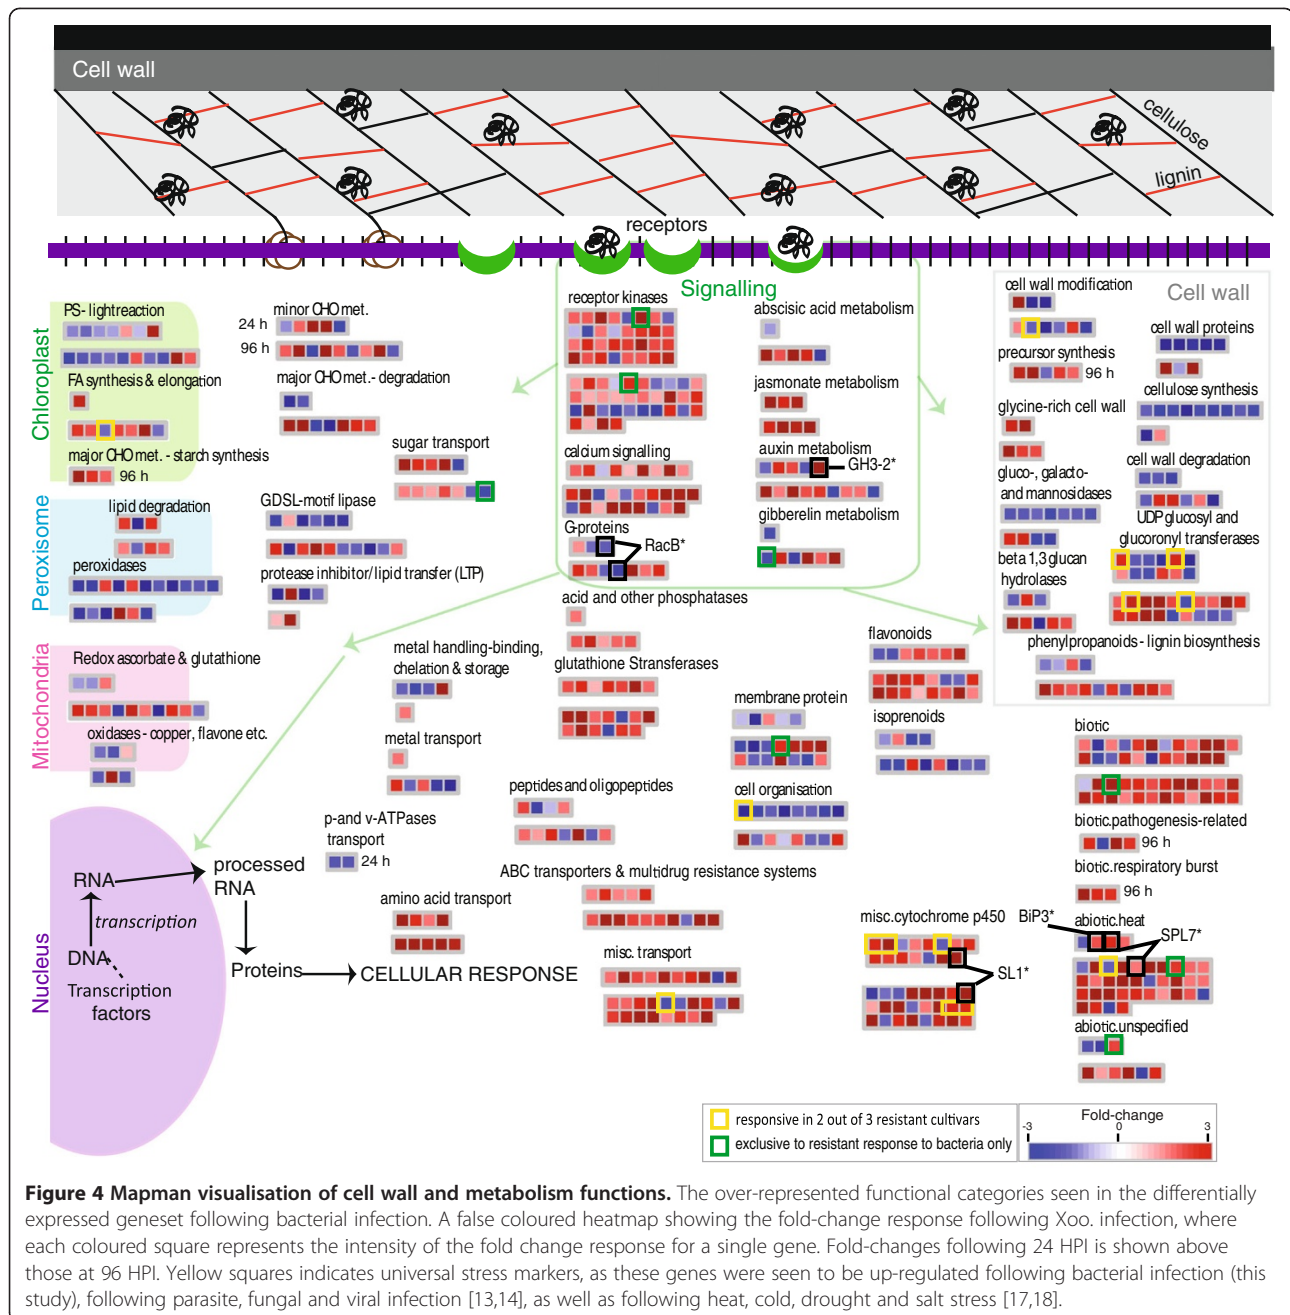 Cell wall
cellulose
lignin
receptors
Signalling
Cell wall
Chloroplast
PS- lightreaction
FA synthesis & elongation
major CHO met. - starch synthesis
96 h
minor CHO met.
24 h
96 h
major CHO met.- degradation
sugar transport
receptor kinases
calcium signalling
G-proteins
RacB*
abscisic acid metabolism
jasmonate metabolism
auxin metabolism
GH3-2*
gibberelin metabolism
cell wall modification
precursor synthesis
96 h
glycine-rich cell wall
gluco-, galacto-
and mannosidases
beta 1,3 glucan
hydrolases
cell wall proteins
cellulose synthesis
cell wall degradation
UDP glucosyl and
glucoronyl transferases
phenylpropanoids - lignin biosynthesis
Peroxisome
lipid degradation
peroxidases
GDSL-motif lipase
protease inhibitor/lipid transfer (LTP)
Mitochondria
Redox ascorbate & glutathione
oxidases - copper, flavone etc.
metal handling-binding,
chelation & storage
metal transport
p-and v-ATPases
transport
24 h
acid and other phosphatases
glutathione Stransferases
peptides and oligopeptides
membrane protein
cell organisation
flavonoids
isoprenoids
biotic
biotic.pathogenesis-related
96 h
biotic.respiratory burst
96 h
abiotic.heat
BiP3*
SPL7*
abiotic.unspecified
ABC transporters & multidrug resistance systems
amino acid transport
misc. transport
misc.cytochrome p450
SL1*
Nucleus
RNA
processed
RNA
transcription
DNA
Transcription
factors
Proteins
CELLULAR RESPONSE
responsive in 2 out of 3 resistant cultivars
exclusive to resistant response to bacteria only
Fold-change
-3 0 3
Figure 4 Mapman visualisation of cell wall and metabolism functions. The over-represented functional categories seen in the differentially
expressed geneset following bacterial infection. A false coloured heatmap showing the fold-change response following Xoo. infection, where
each coloured square represents the intensity of the fold change response for a single gene. Fold-changes following 24 HPI is shown above
those at 96 HPI. Yellow squares indicates universal stress markers, as these genes were seen to be up-regulated following bacterial infection (this
study), following parasite, fungal and viral infection [13,14], as well as following heat, cold, drought and salt stress [17,18].